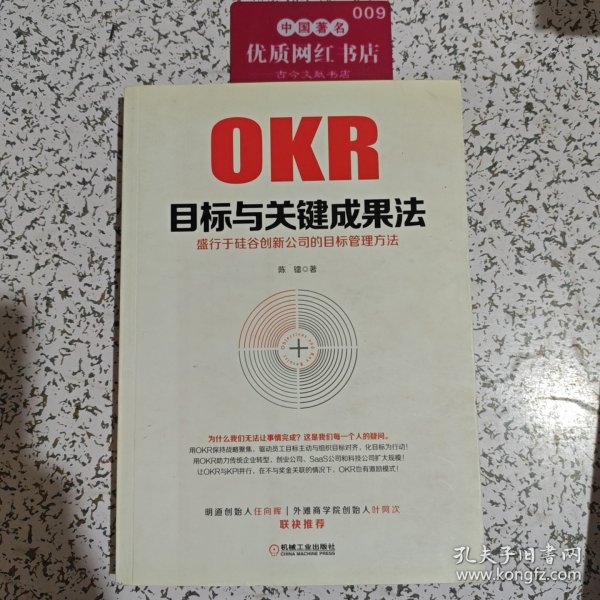 009
中国著名
优质网红书店
古今文献书店
OKR
目标与关键成果法
盛行于硅谷创新公司的目标管理方法
陈镭◎著
Objectives and Key Results
为什么我们无法让事情完成？这是我们每一个人的疑问。
用OKR保持战略聚焦，驱动员工目标主动与组织目标对齐，化目标为行动！
用OKR助力传统企业转型，创业公司、SaaS公司和科技公司扩大规模！
让OKR与KPI并行，在不与奖金关联的情况下，OKR也有激励模式！
明道创始人任向晖｜外滩商学院创始人叶阿次
联袂推荐
机械工业出版社
CHINA MACHINE PRESS
孔夫子旧书网
www.kongfz.com